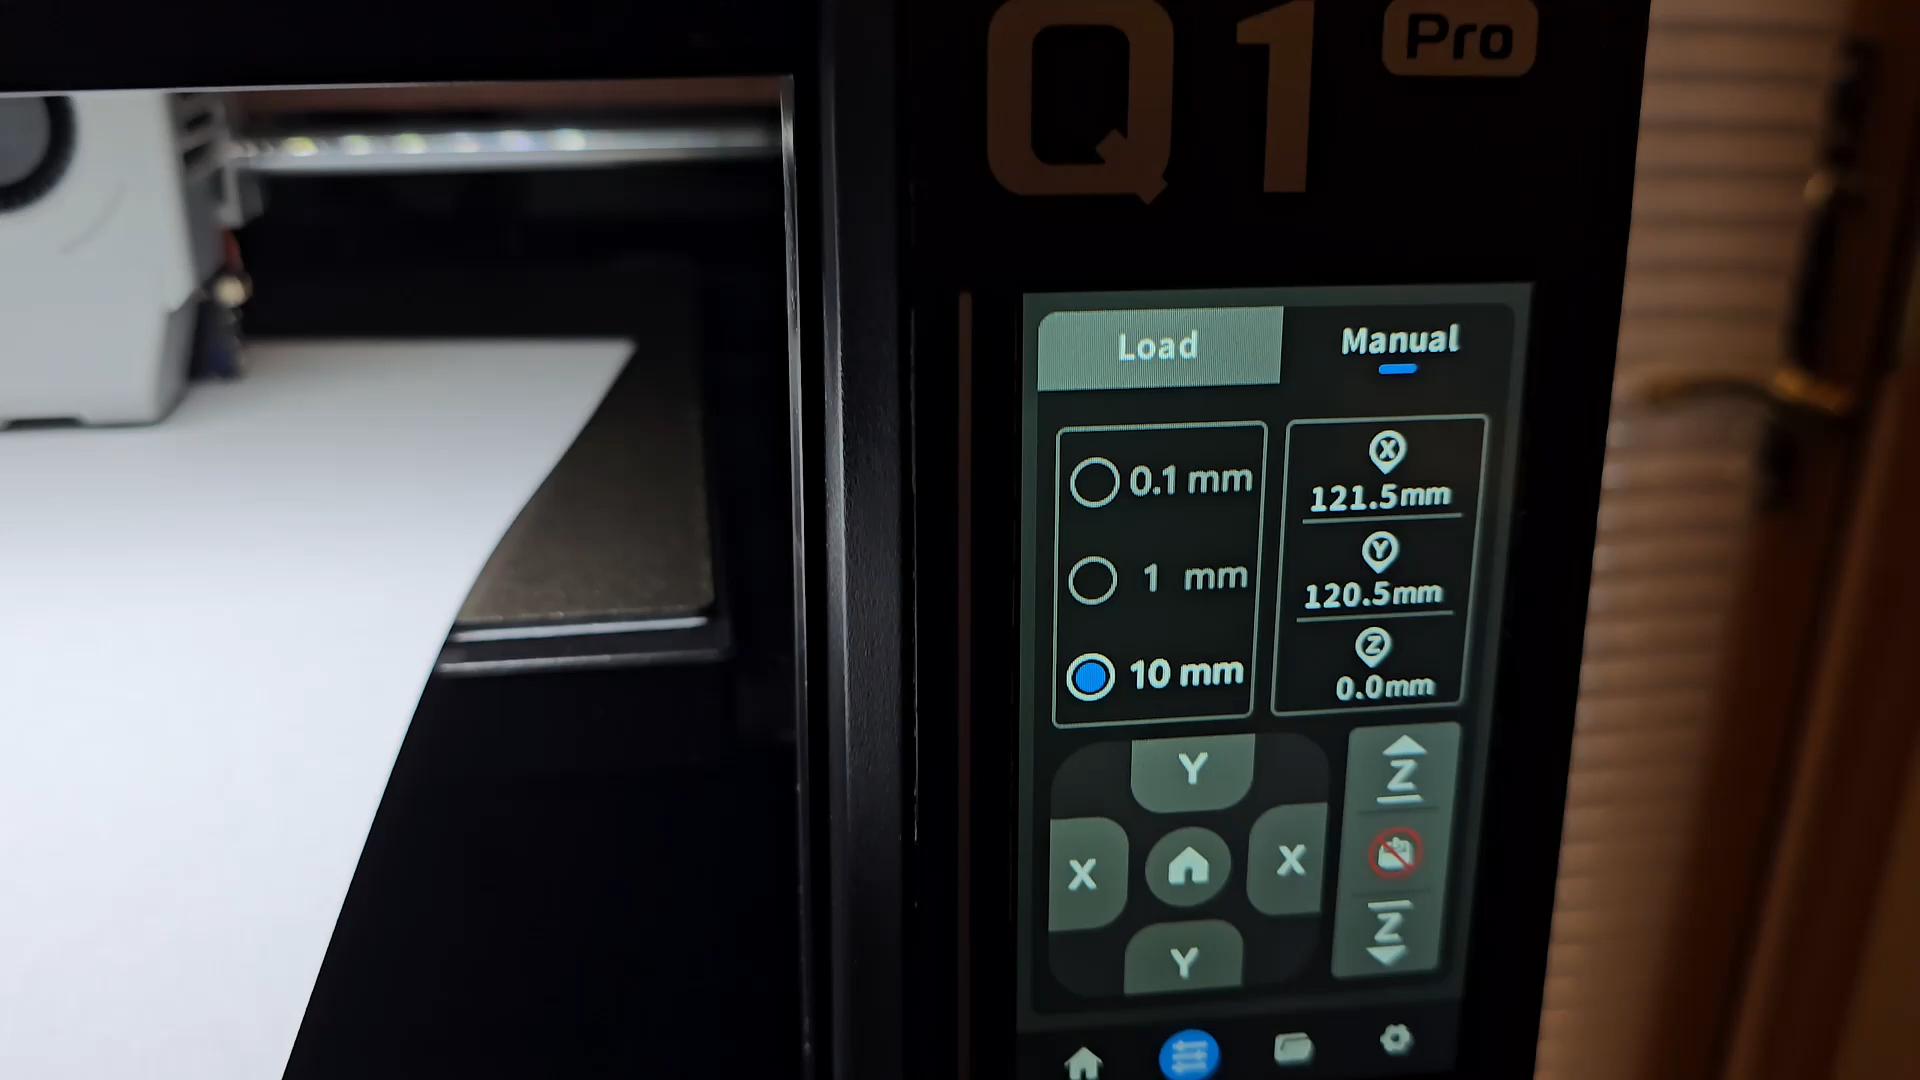 Q1 Pro
Load
Manual
0.1 mm
1 mm
10 mm
X
121.5mm
Y
120.5mm
Z
0.0mm
Y
X
X
Y
Z
Z